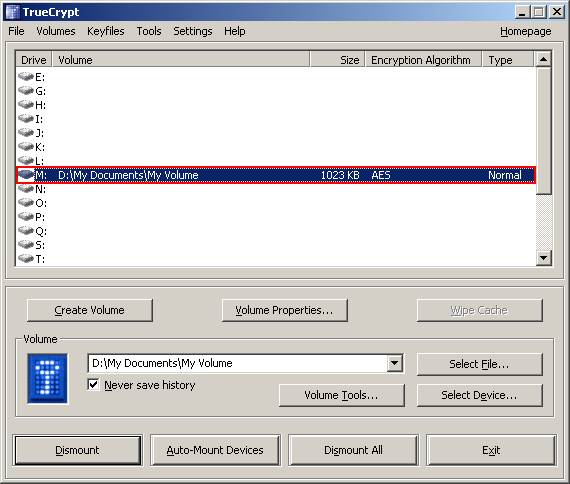 TrueCrypt
File Volumes Keyfiles Tools Settings Help Homepage
Drive Volume Size Encryption Algorithm Type
E:
G:
H:
I:
J:
K:
L:
M: D:\My Documents\My Volume 1023 KB AES Normal
N:
O:
P:
Q:
S:
T:
Create Volume Volume Properties... Wipe Cache
Volume
D:\My Documents\My Volume Select File...
Never save history
Volume Tools... Select Device...
Dismount Auto-Mount Devices Dismount All Exit